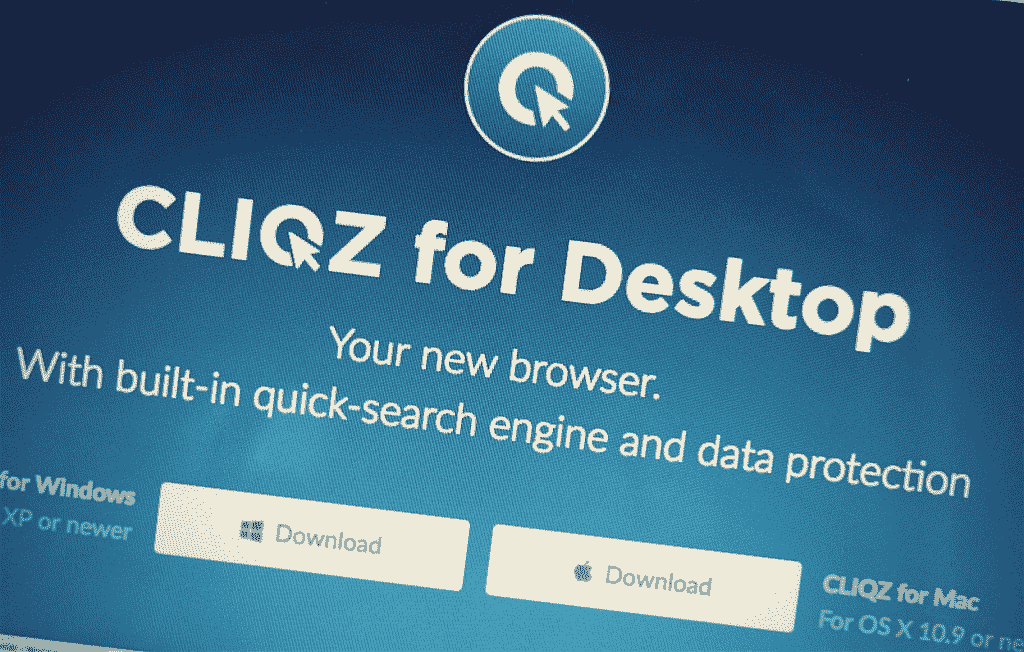 CLIQZ for Desktop
Your new browser.
With built-in quick-search engine and data protection
for Windows
XP or newer
Download
Download
CLIQZ for Mac
For OS X 10.9 or